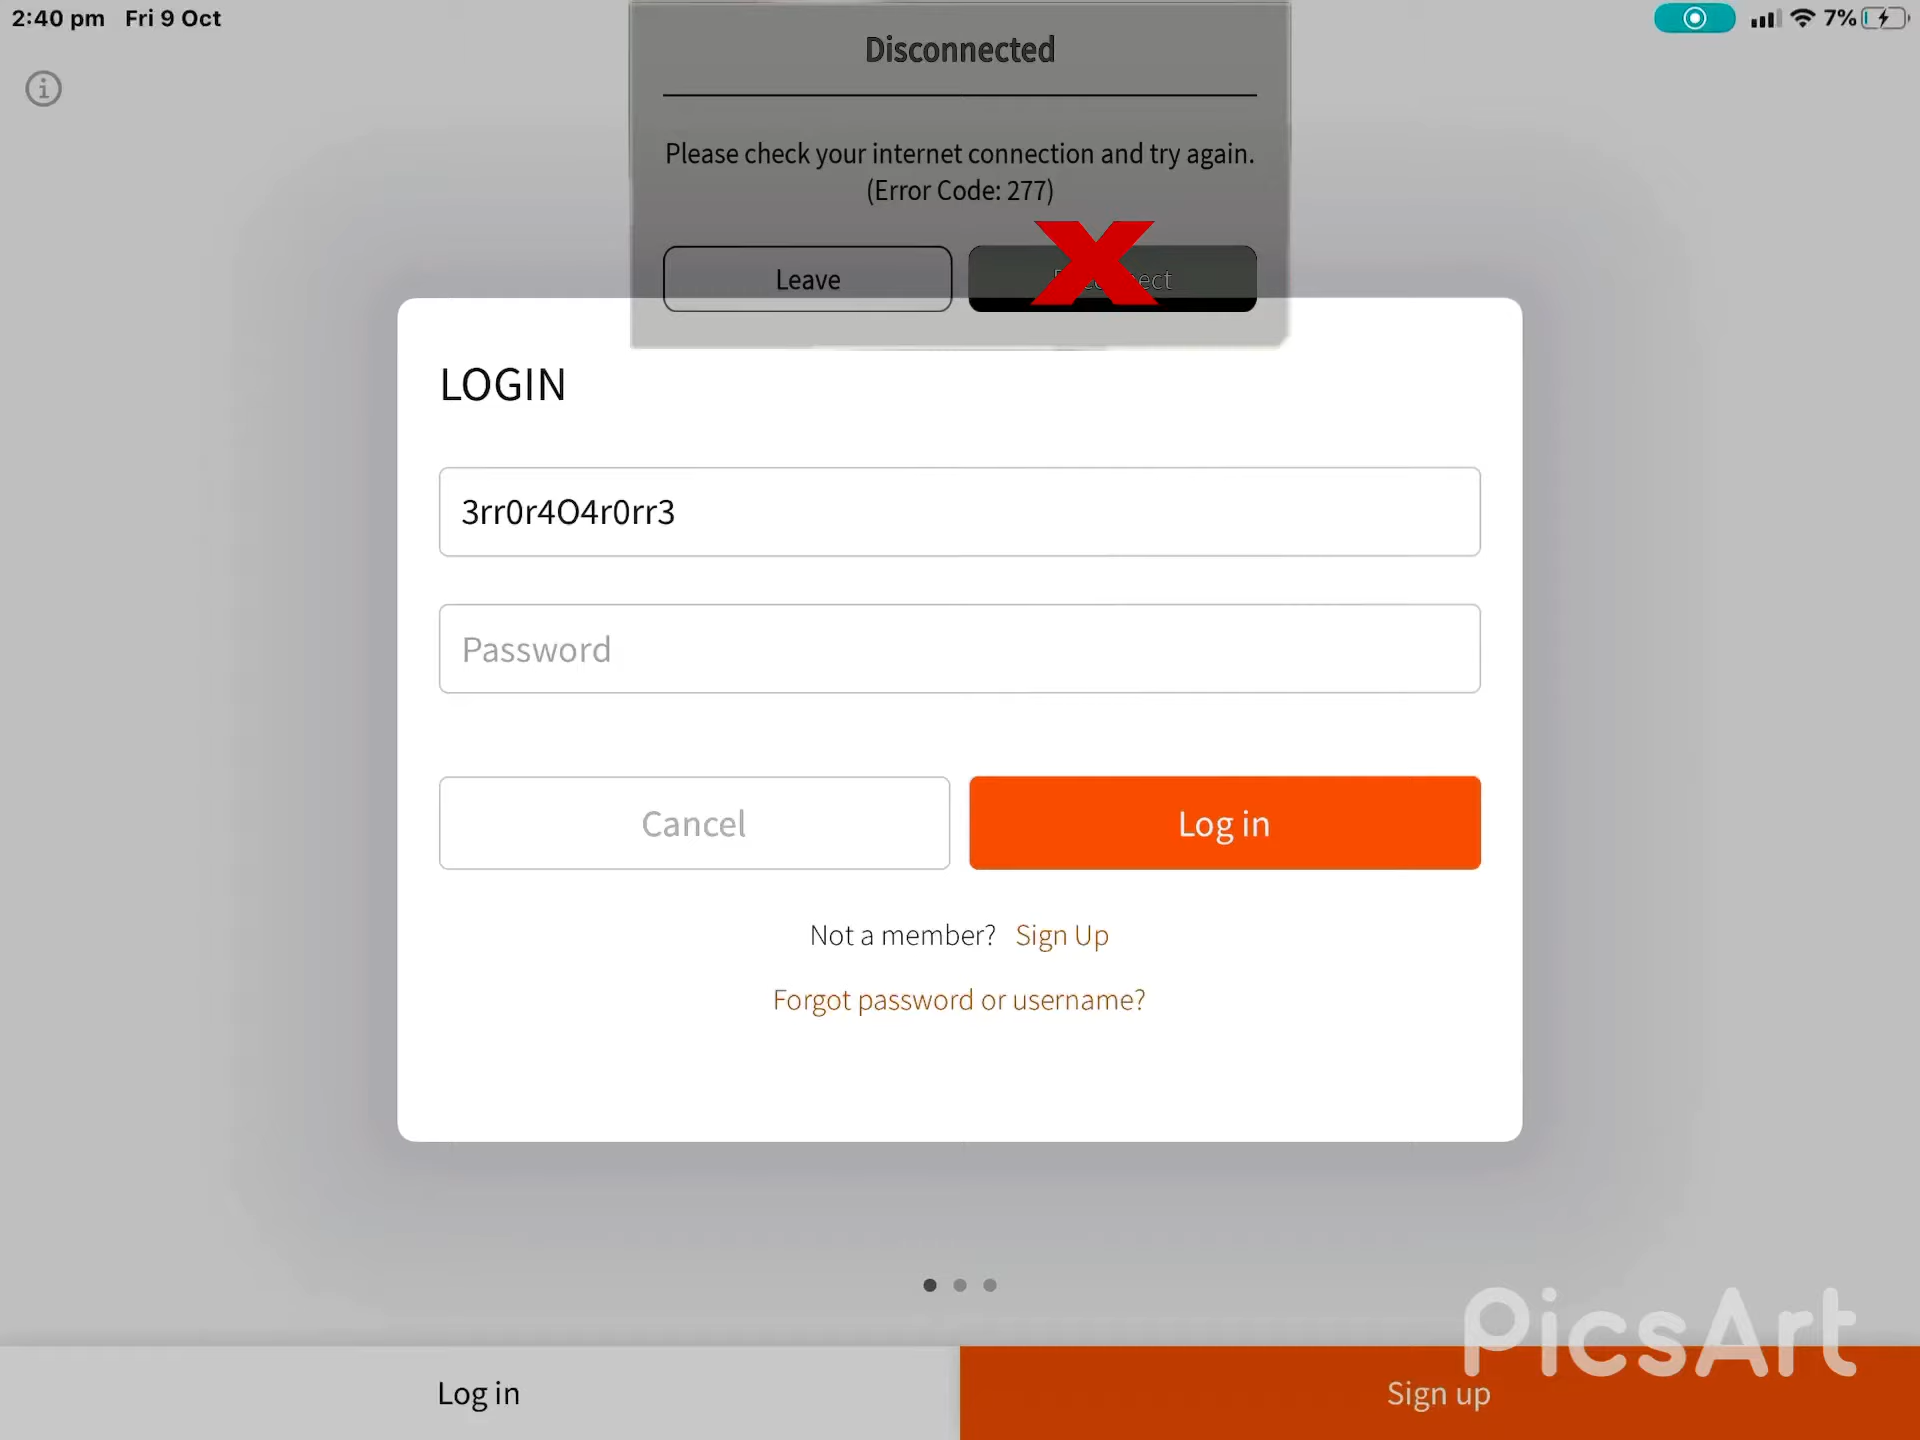 2:40 pm Fri 9 Oct
7%
Disconnected
Please check your internet connection and try again.
(Error Code: 277)
Leave
LOGIN
3rr0r4O4r0rr3
Password
Cancel
Log in
Not a member? Sign Up
Forgot password or username?
PicsArt
Log in
Sign up